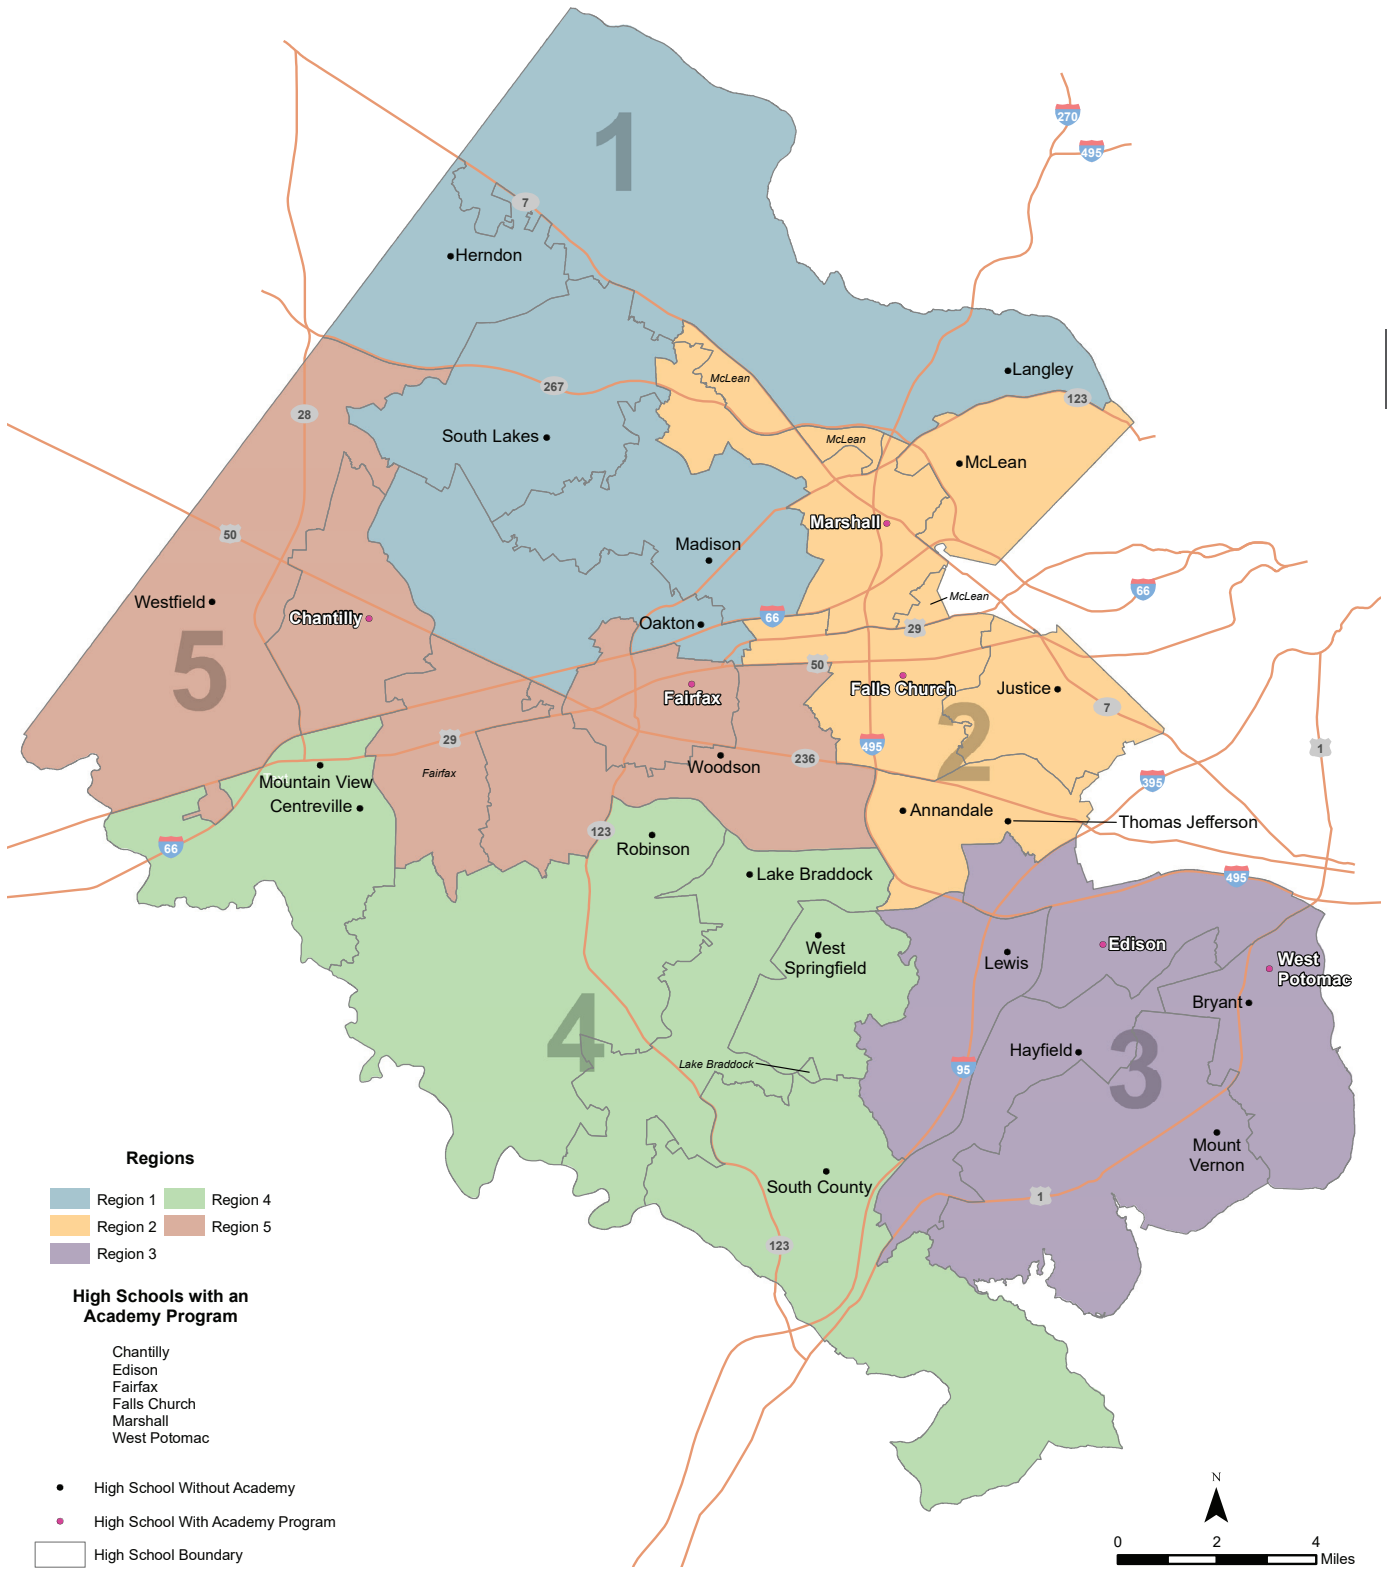 1
270
495
7
Herndon
Langley
McLean
267
123
28
McLean
South Lakes
McLean
Marshall
50
Madison
66
McLean
Westfield
Chantilly
66
Oakton
29
50
5
Falls Church
Justice
Fairfax
7
2
29
495
1
236
Woodson
Fairfax
395
Mountain View
Centreville
Annandale
Thomas Jefferson
123
66
Robinson
Lake Braddock
495
West
Springfield
Edison
Lewis
West
Potomac
Bryant
4
Hayfield
3
Lake Braddock
95
Mount
Vernon
South County
1
123
Regions
Region 1
Region 4
Region 2
Region 5
Region 3
High Schools with an
Academy Program
Chantilly
Edison
Fairfax
Falls Church
Marshall
West Potomac
High School Without Academy
High School With Academy Program
High School Boundary
N
0 2 4
Miles